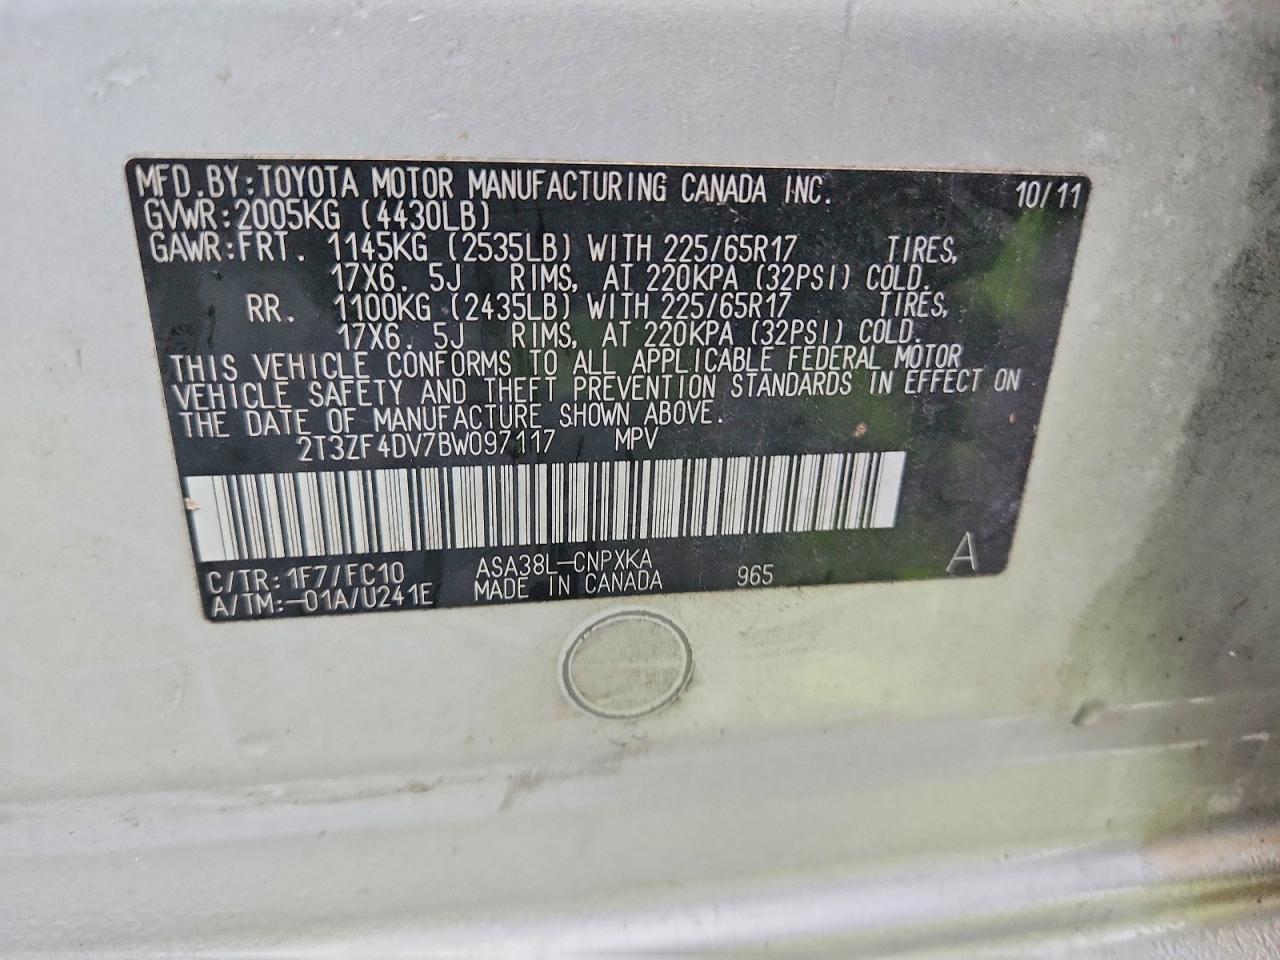 MFD.BY:TOYOTA MOTOR MANUFACTURING CANADA INC. 10/11
GVWR:2005KG (4430LB)
GAWR:FRT. 1145KG (2535LB) WITH 225/65R17 TIRES,
17X6.5J RIMS, AT 220KPA (32PSI) COLD.
RR. 1100KG (2435LB) WITH 225/65R17 TIRES,
17X6.5J RIMS, AT 220KPA (32PSI) COLD.
THIS VEHICLE CONFORMS TO ALL APPLICABLE FEDERAL MOTOR
VEHICLE SAFETY AND THEFT PREVENTION STANDARDS IN EFFECT ON
THE DATE OF MANUFACTURE SHOWN ABOVE.
2T3ZF4DV7BW097117 MPV
C/TR:1F7/FC10 ASA38L-CNPXKA
A/TM:-01A/U241E MADE IN CANADA 965 A